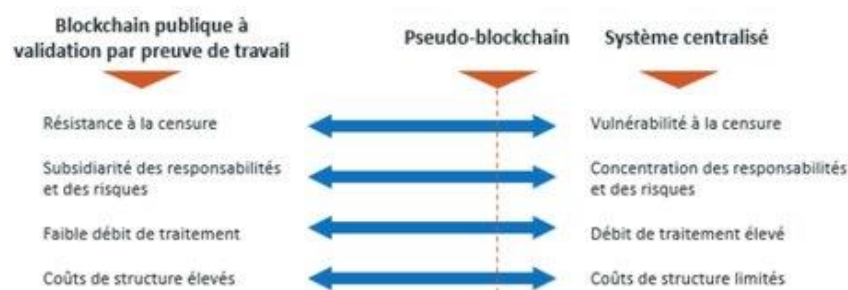 Blockchain publique à
validation par preuve de travail
Pseudo-blockchain
Système centralisé
Résistance à la censure
Vulnérabilité à la censure
Subsidiarité des responsabilités
et des risques
Concentration des responsabilités
et des risques
Faible débit de traitement
Débit de traitement élevé
Coûts de structure élevés
Coûts de structure limités